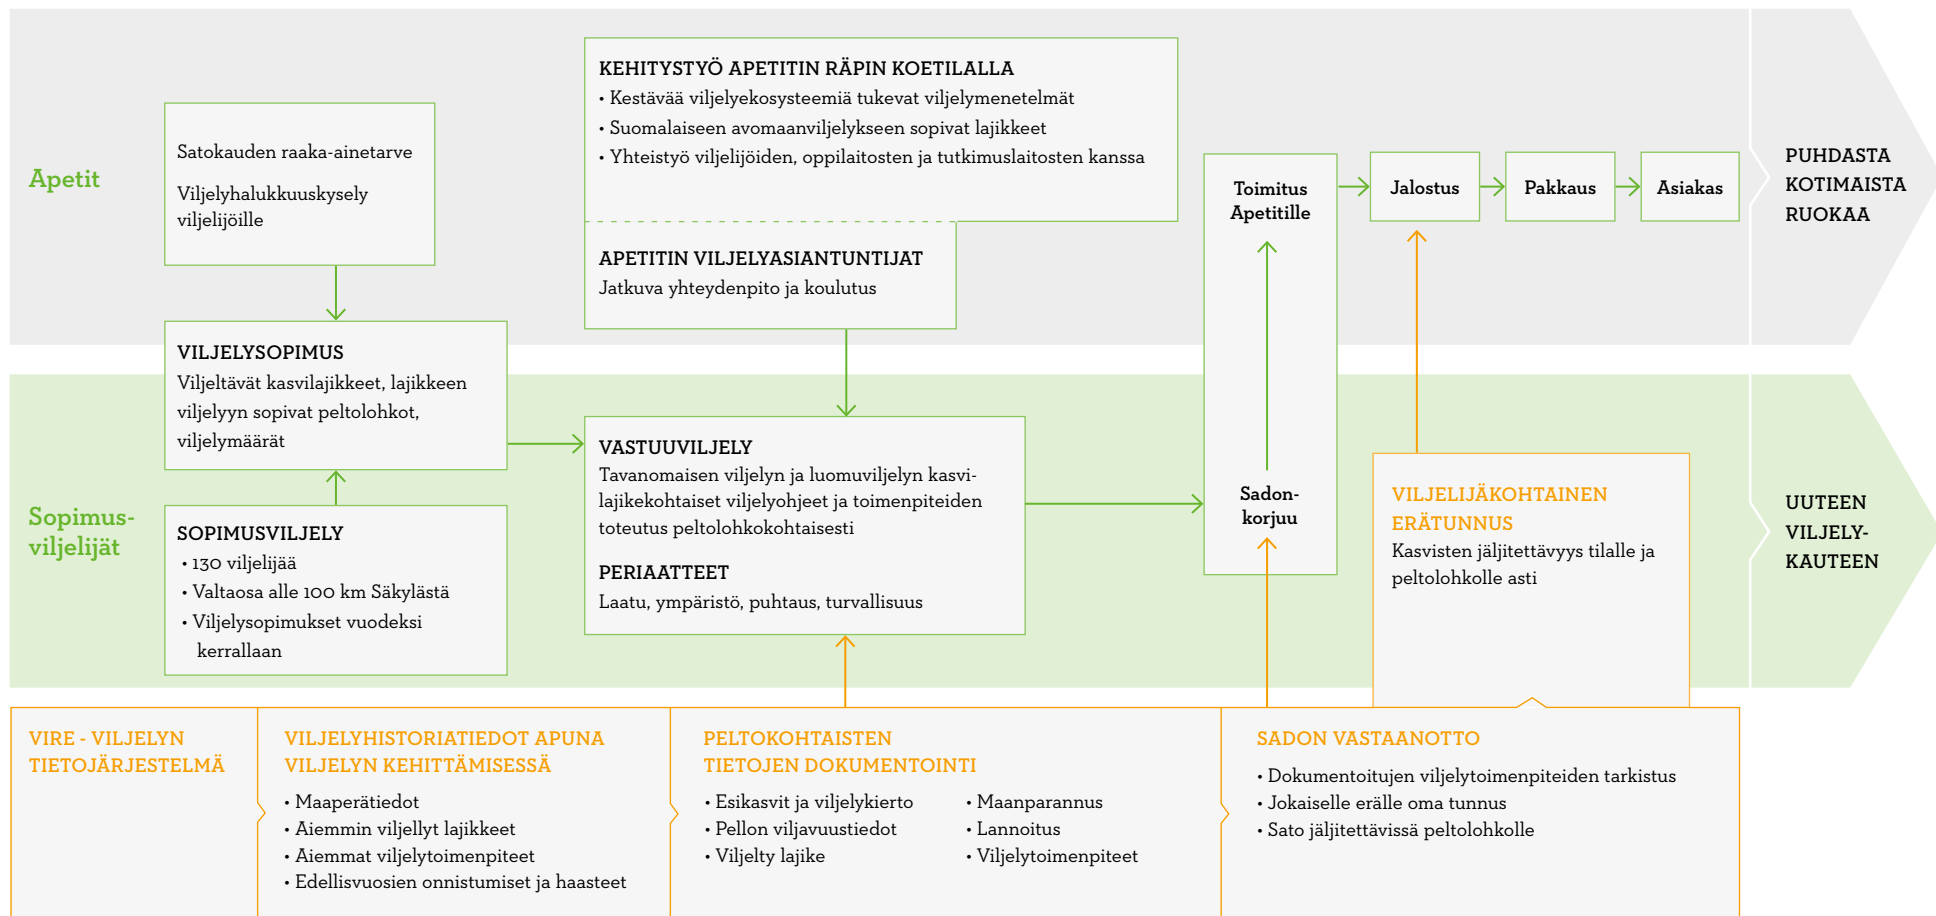 Apetit
Satokauden raaka-ainetarve
Viljelyhalukkuuskysely
viljelijöille
KEHITYSTYÖ APETITIN RÄPIN KOETILALLA
• Kestävää viljelyekosysteemiä tukevat viljelymenetelmät
• Suomalaiseen avomaanviljelykseen sopivat lajikkeet
• Yhteistyö viljelijöiden, oppilaitosten ja tutkimuslaitosten kanssa
APETITIN VILJELYASIANTUNTIJAT
Jatkuva yhteydenpito ja koulutus
Toimitus
Apetitille
Jalostus
Pakkaus
Asiakas
PUHDASTA
KOTIMAISTA
RUOKAA
VILJELYSOPIMUS
Viljeltävät kasvilajikkeet, lajikkeen
viljelyyn sopivat peltolohkot,
viljelymäärät
Sopimus-
viljelijät
SOPIMUSVILJELY
• 130 viljelijää
• Valtaosa alle 100 km Säkylästä
• Viljelysopimukset vuodeksi
kerrallaan
VASTUUVILJELY
Tavanomaisen viljelyn ja luomuviljelyn kasvi-
lajikekohtaiset viljelyohjeet ja toimenpiteiden
toteutus peltolohkokohtaisesti
PERIAATTEET
Laatu, ympäristö, puhtaus, turvallisuus
Sadon-
korjuu
VILJELIJÄKOHTAINEN
ERÄTUNNUS
Kasvisten jäljitettävyys tilalle ja
peltolohkolle asti
UUTEEN
VILJELY-
KAUTEEN
VIRE - VILJELYN
TIETOJÄRJESTELMÄ
VILJELYHISTORIATIEDOT APUNA
VILJELYN KEHITTÄMISESSÄ
• Maaperätiedot
• Aiemmin viljellyt lajikkeet
• Aiemmat viljelytoimenpiteet
• Edellisvuosien onnistumiset ja haasteet
PELTOKOHTAISTEN
TIETOJEN DOKUMENTOINTI
• Esikasvit ja viljelykierto
• Pellon viljavuustiedot
• Viljelty lajike
• Maanparannus
• Lannoitus
• Viljelytoimenpiteet
SADON VASTAANOTTO
• Dokumentoitujen viljelytoimenpiteiden tarkistus
• Jokaiselle erälle oma tunnus
• Sato jäljitettävissä peltolohkolle